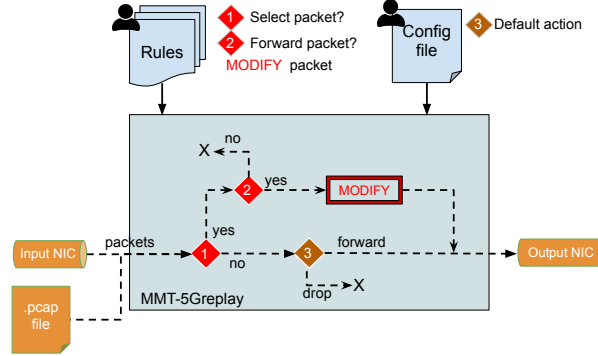 Rules
1 Select packet?
2 Forward packet?
MODIFY packet
Config
file
3 Default action
no
X
2
yes
MODIFY
yes
Input NIC
packets
1
no
3
forward
Output NIC
drop
X
.pcap
file
MMT-5Greplay